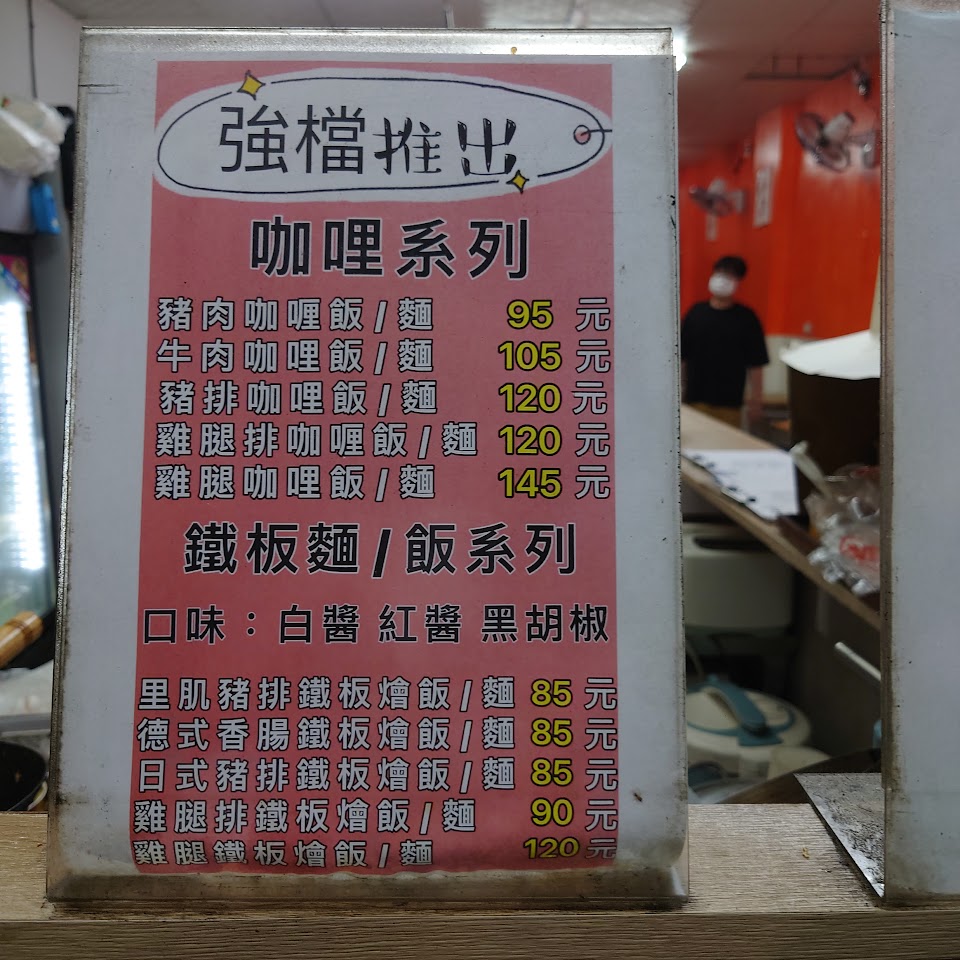 強檔推出
咖哩系列
豬肉咖喱飯/麵 95 元
牛肉咖哩飯/麵 105 元
豬排咖哩飯/麵 120 元
雞腿排咖喱飯/麵 120 元
雞腿咖哩飯/麵 145 元
鐵板麵/飯系列
口味：白醬 紅醬 黑胡椒
里肌豬排鐵板燴飯/麵 85 元
德式香腸鐵板燴飯/麵 85 元
日式豬排鐵板燴飯/麵 85 元
雞腿排鐵板燴飯/麵 90 元
雞腿鐵板燴飯/麵 120 元